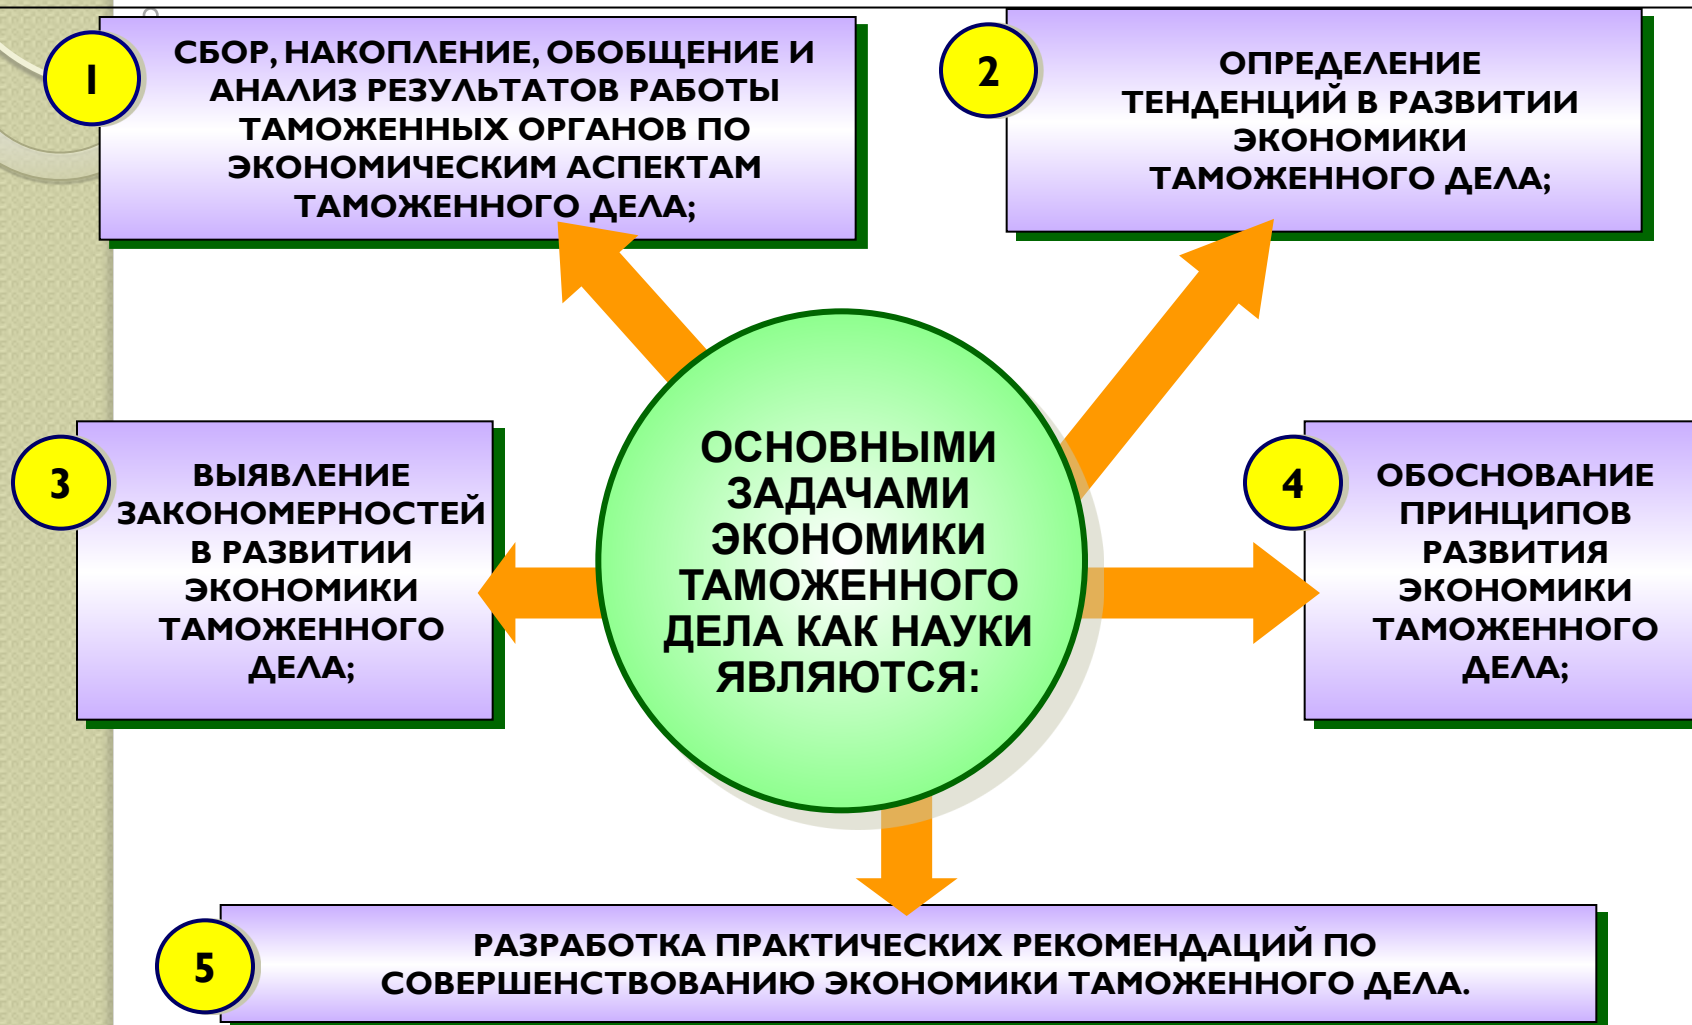 1
СБОР, НАКОПЛЕНИЕ, ОБОБЩЕНИЕ И
АНАЛИЗ РЕЗУЛЬТАТОВ РАБОТЫ
ТАМОЖЕННЫХ ОРГАНОВ ПО
ЭКОНОМИЧЕСКИМ АСПЕКТАМ
ТАМОЖЕННОГО ДЕЛА;
2
ОПРЕДЕЛЕНИЕ
ТЕНДЕНЦИЙ В РАЗВИТИИ
ЭКОНОМИКИ
ТАМОЖЕННОГО ДЕЛА;
ОСНОВНЫМИ
ЗАДАЧАМИ
ЭКОНОМИКИ
ТАМОЖЕННОГО
ДЕЛА КАК НАУКИ
ЯВЛЯЮТСЯ:
3
ВЫЯВЛЕНИЕ
ЗАКОНОМЕРНОСТЕЙ
В РАЗВИТИИ
ЭКОНОМИКИ
ТАМОЖЕННОГО
ДЕЛА;
4
ОБОСНОВАНИЕ
ПРИНЦИПОВ
РАЗВИТИЯ
ЭКОНОМИКИ
ТАМОЖЕННОГО
ДЕЛА;
5
РАЗРАБОТКА ПРАКТИЧЕСКИХ РЕКОМЕНДАЦИЙ ПО
СОВЕРШЕНСТВОВАНИЮ ЭКОНОМИКИ ТАМОЖЕННОГО ДЕЛА.